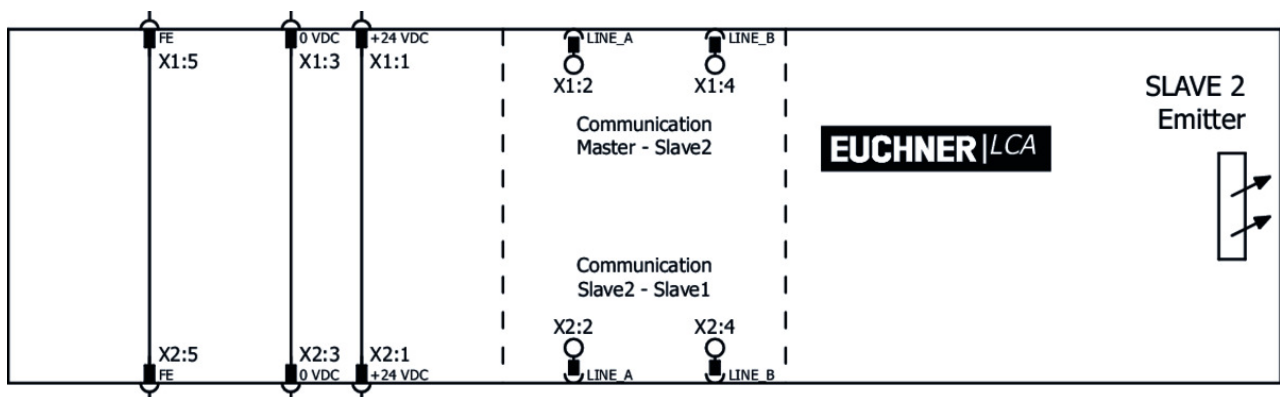 FE 0 VDC +24 VDC LINE_A LINE_B
X1:5 X1:3 X1:1
X1:2 X1:4
SLAVE 2
Emitter
Communication
Master - Slave2
EUCHNER LCA
Communication
Slave2 - Slave1
X2:2 X2:4
X2:5 X2:3 X2:1
FE 0 VDC +24 VDC LINE_A LINE_B